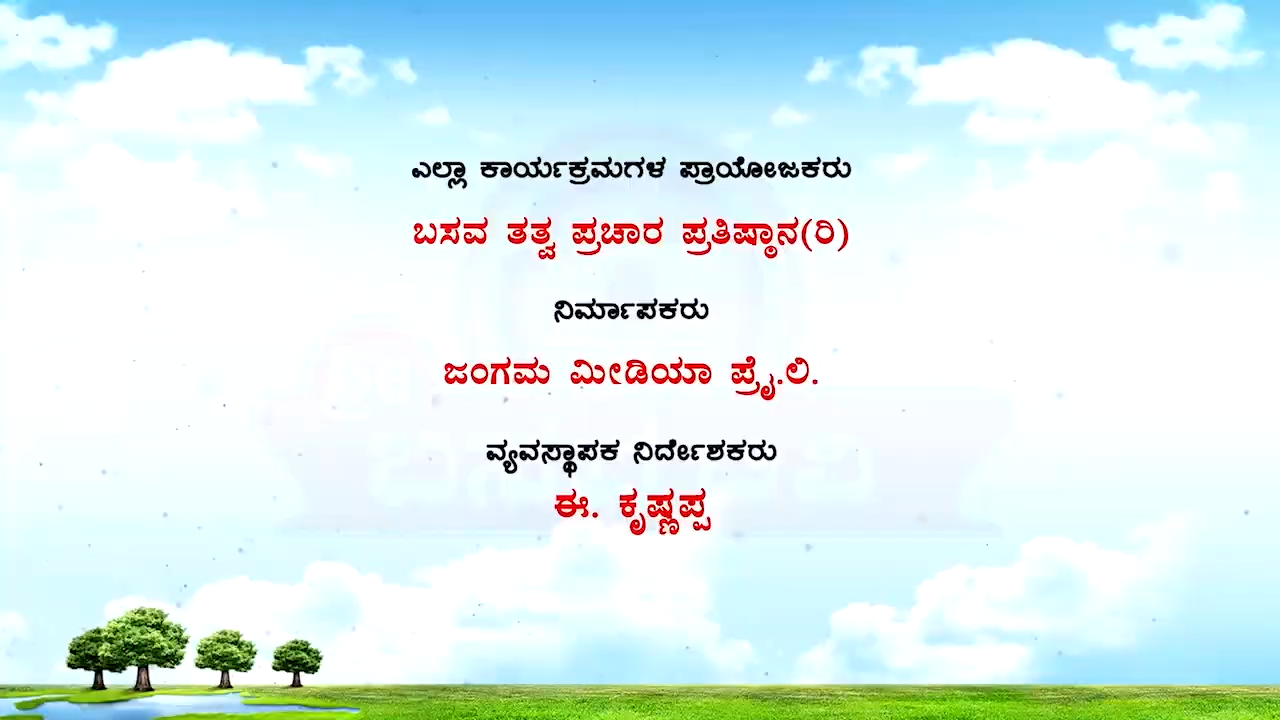 ಎಲ್ಲಾ ಕಾರ್ಯಕ್ರಮಗಳ ಪ್ರಾಯೋಜಕರು
ಬಸವ ತತ್ವ ಪ್ರಚಾರ ಪ್ರತಿಷ್ಠಾನ(ರಿ)
ನಿರ್ಮಾಪಕರು
ಜಂಗಮ ಮೀಡಿಯಾ ಪ್ರೈ.ಲಿ.
ವ್ಯವಸ್ಥಾಪಕ ನಿರ್ದೇಶಕರು
ಈ. ಕೃಷ್ಣಪ್ಪ